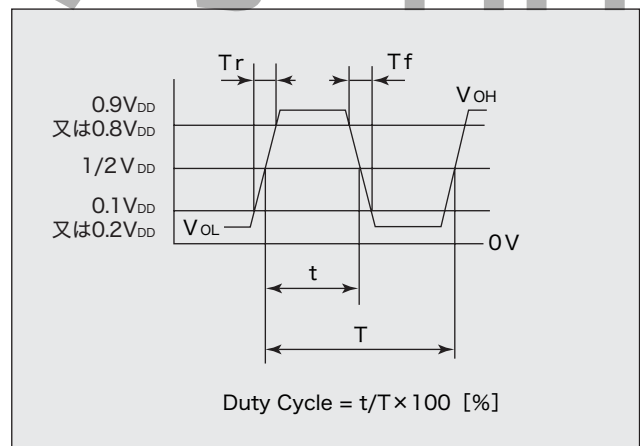 Tr
Tf
VOH
0.9VDD
又は0.8VDD
1/2VDD
0.1VDD
又は0.2VDD
VOL
0V
t
T
Duty Cycle = t/T×100 [%]